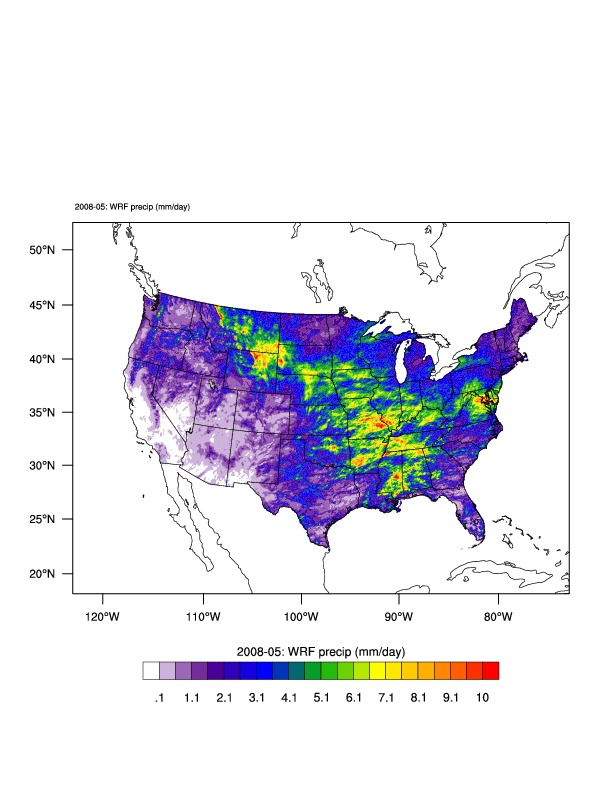 2008-05: WRF precip (mm/day)
50°N
45°N
40°N
35°N
30°N
25°N
20°N
120°W 110°W 100°W 90°W 80°W
2008-05: WRF precip (mm/day)
.1 1.1 2.1 3.1 4.1 5.1 6.1 7.1 8.1 9.1 10